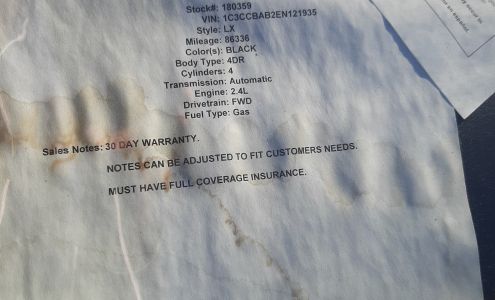 Stock#: 180359
VIN: 1C3CCBAB2EN121935
Style: LX
Mileage: 86336
Color(s): BLACK
Body Type: 4DR
Cylinders: 4
Transmission: Automatic
Engine: 2.4L
Drivetrain: FWD
Fuel Type: Gas
Sales Notes: 30 DAY WARRANTY.
NOTES CAN BE ADJUSTED TO FIT CUSTOMERS NEEDS.
MUST HAVE FULL COVERAGE INSURANCE.